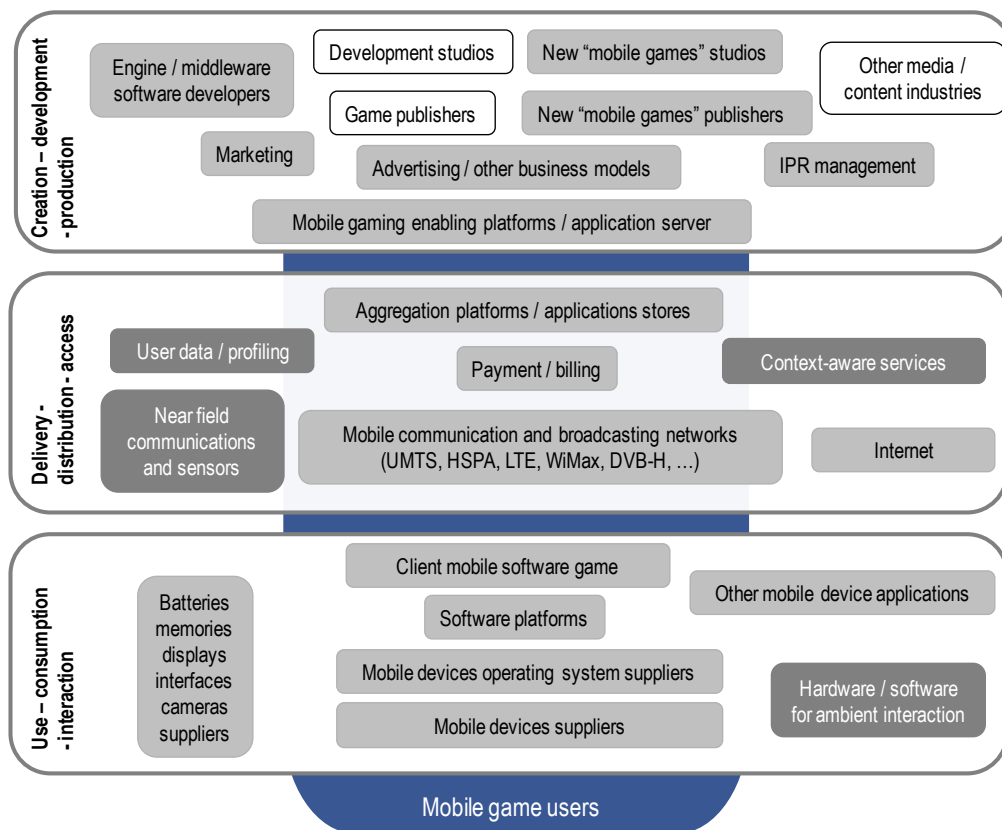 Creation – development
- production
Engine / middleware
software developers
Development studios
New “mobile games” studios
Other media /
content industries
Game publishers
New “mobile games” publishers
Marketing
Advertising / other business models
IPR management
Mobile gaming enabling platforms / application server
Delivery -
distribution - access
Aggregation platforms / applications stores
User data / profiling
Payment / billing
Context-aware services
Near field
communications
and sensors
Mobile communication and broadcasting networks
(UMTS, HSPA, LTE, WiMax, DVB-H, …)
Internet
Use – consumption
- interaction
Client mobile software game
Batteries
memories
displays
interfaces
cameras
suppliers
Other mobile device applications
Software platforms
Mobile devices operating system suppliers
Hardware / software
for ambient interaction
Mobile devices suppliers
Mobile game users